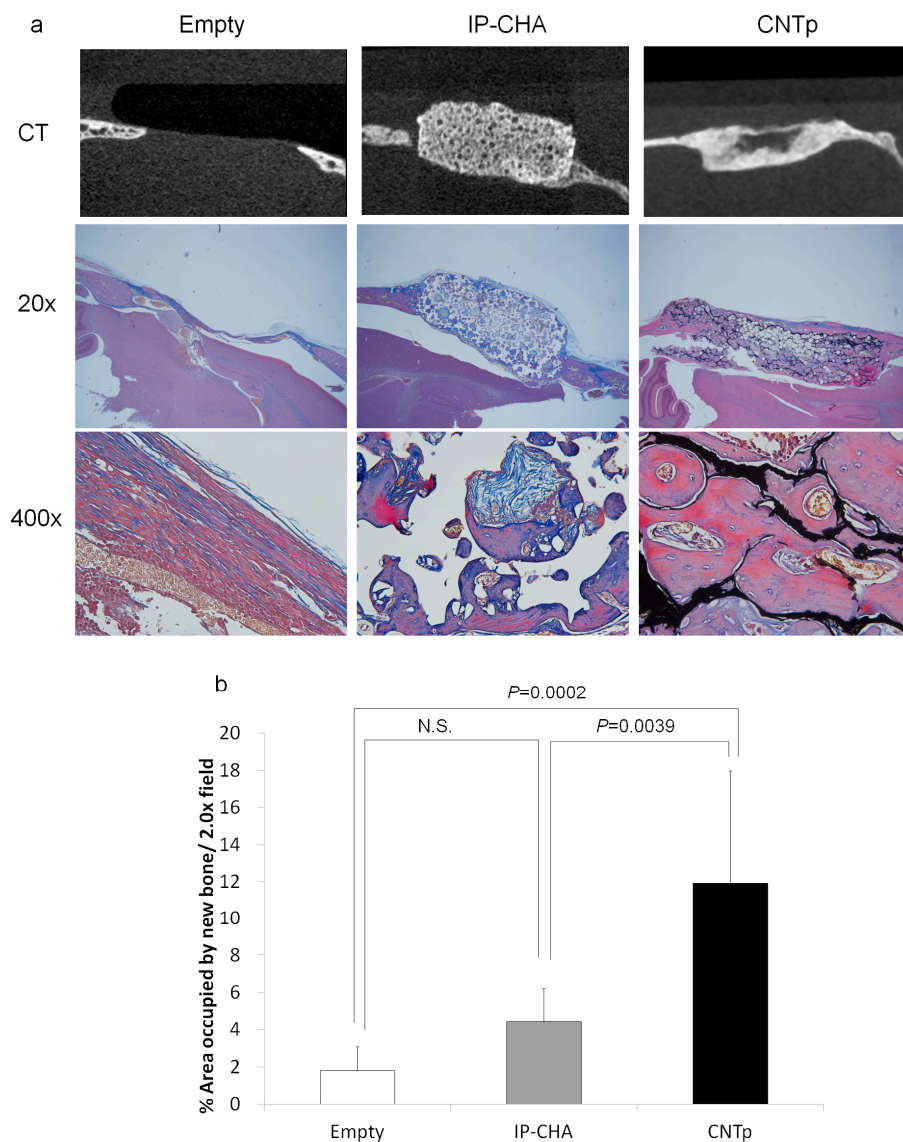 a
Empty IP-CHA CNTp
CT
20x
400x
b
P=0.0002
N.S. P=0.0039
% Area occupied by new bone/ 2.0x field
20
18
16
14
12
10
8
6
4
2
0
Empty IP-CHA CNTp